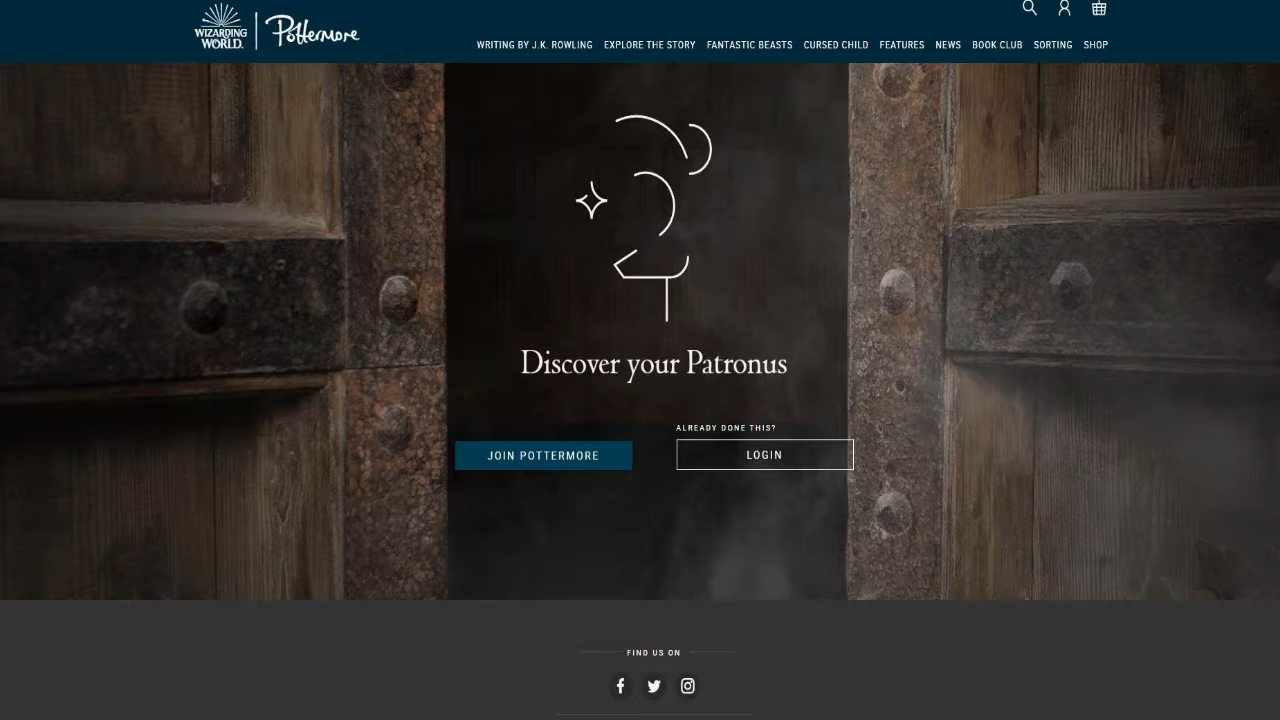 WIZARDING
WORLD.
Pottermore
WRITING BY J.K. ROWLING EXPLORE THE STORY FANTASTIC BEASTS CURSED CHILD FEATURES NEWS BOOK CLUB SORTING SHOP
Discover your Patronus
ALREADY DONE THIS?
JOIN POTTERMORE
LOGIN
FIND US ON